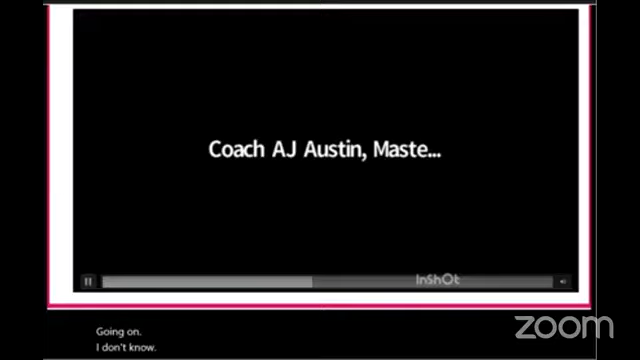 Coach AJ Austin, Maste...
InShOt
zoom
Going on.
I don't know.